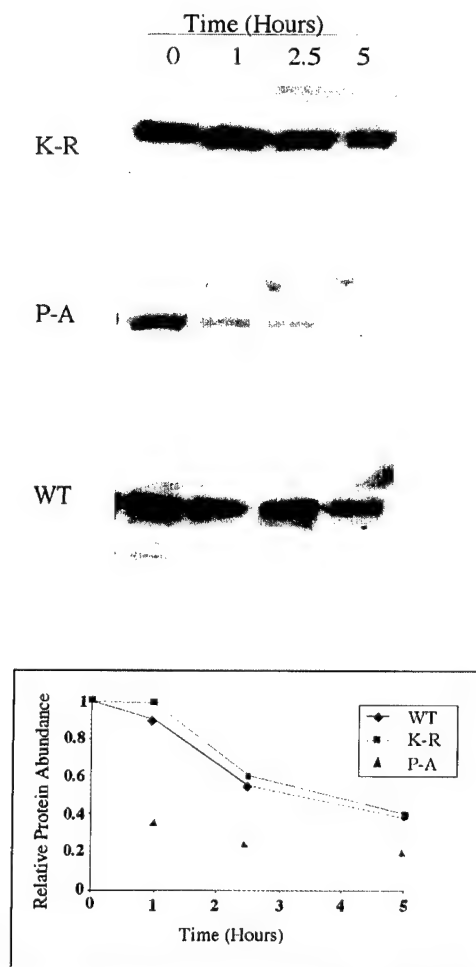 Time (Hours)
0 1 2.5 5
K-R
P-A
WT
Relative Protein Abundance
1
0.8
0.6
0.4
0.2
0
0 1 2 3 4 5
Time (Hours)
WT
K-R
P-A